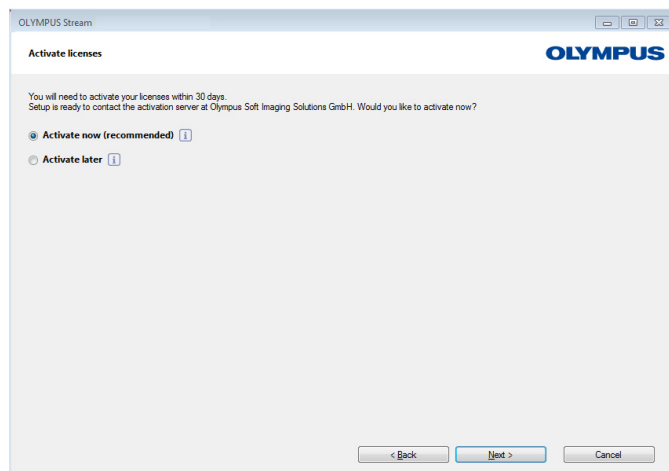 OLYMPUS Stream
Activate licenses
OLYMPUS
You will need to activate your licenses within 30 days.
Setup is ready to contact the activation server at Olympus Soft Imaging Solutions GmbH. Would you like to activate now?
Activate now (recommended) i
Activate later i
< Back Next > Cancel